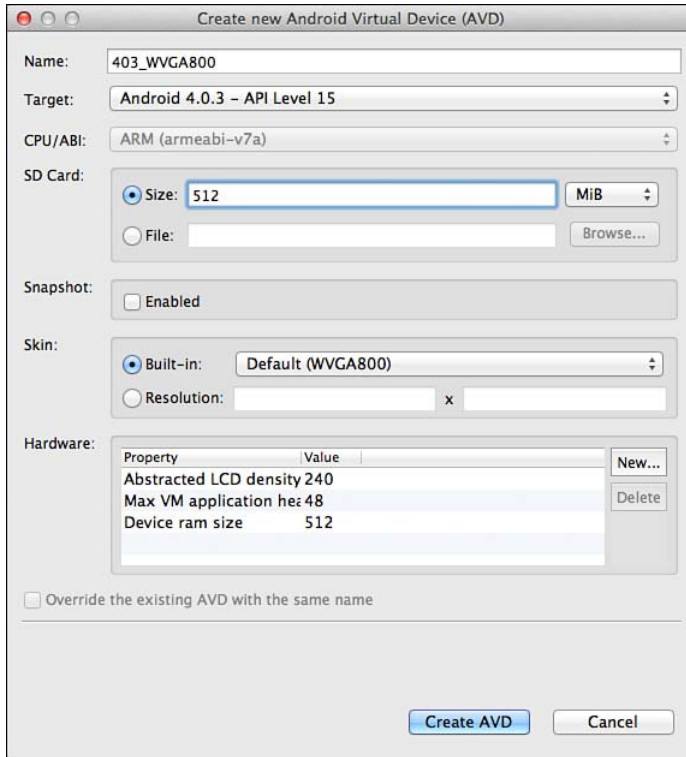 Create new Android Virtual Device (AVD)
Name: 403_WVGA800
Target: Android 4.0.3 – API Level 15
CPU/ABI: ARM (armeabi-v7a)
SD Card:
Size: 512 MiB
File: Browse...
Snapshot:
Enabled
Skin:
Built-in: Default (WVGA800)
Resolution: x
Hardware:
Property Value
Abstracted LCD density 240
Max VM application hea 48
Device ram size 512
New...
Delete
Override the existing AVD with the same name
Create AVD Cancel